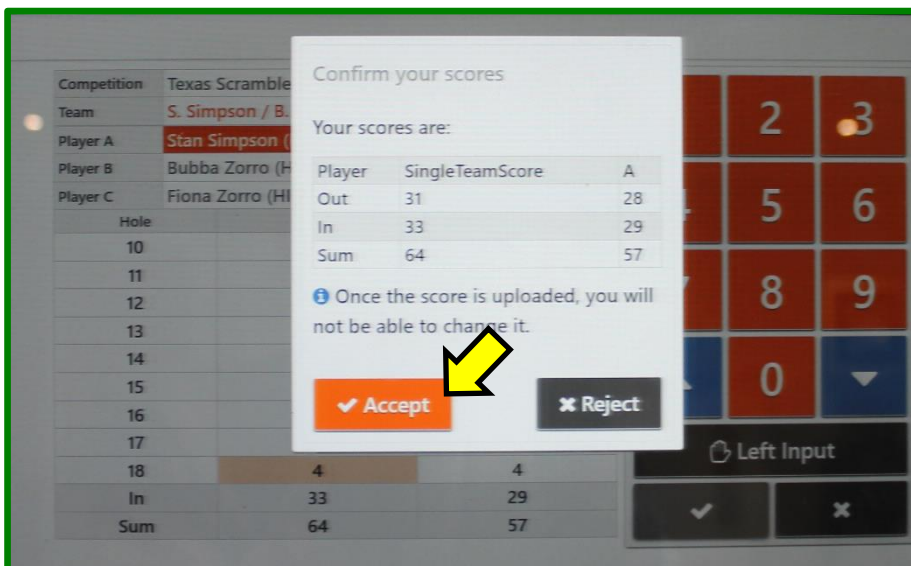 Confirm your scores
Your scores are:
Player SingleTeamScore A
Out 31 28
In 33 29
Sum 64 57
Once the score is uploaded, you will
not be able to change it.
Accept
Reject
Competition Texas Scramble
Team S. Simpson / B.
Player A Stan Simpson (
Player B Bubba Zorro (H
Player C Fiona Zorro (HI
Hole
10
11
12
13
14
15
16
17
18 4 4
In 33 29
Sum 64 57
2 3
5 6
8 9
0
Left Input